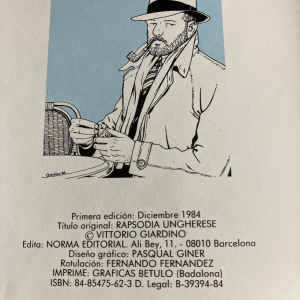 Giardino 84
Primera edición: Diciembre 1984
Título original: RAPSODIA UNGHERESE
© VITTORIO GIARDINO
Edita: NORMA EDITORIAL. Ali Bey, 11. - 08010 Barcelona
Diseño gráfico: PASQUAL GINER
Rotulación: FERNANDO FERNANDEZ
IMPRIME: GRAFICAS BETULO (Badalona)
ISBN: 84-85475-62-3 D. Legal: B-39394-84